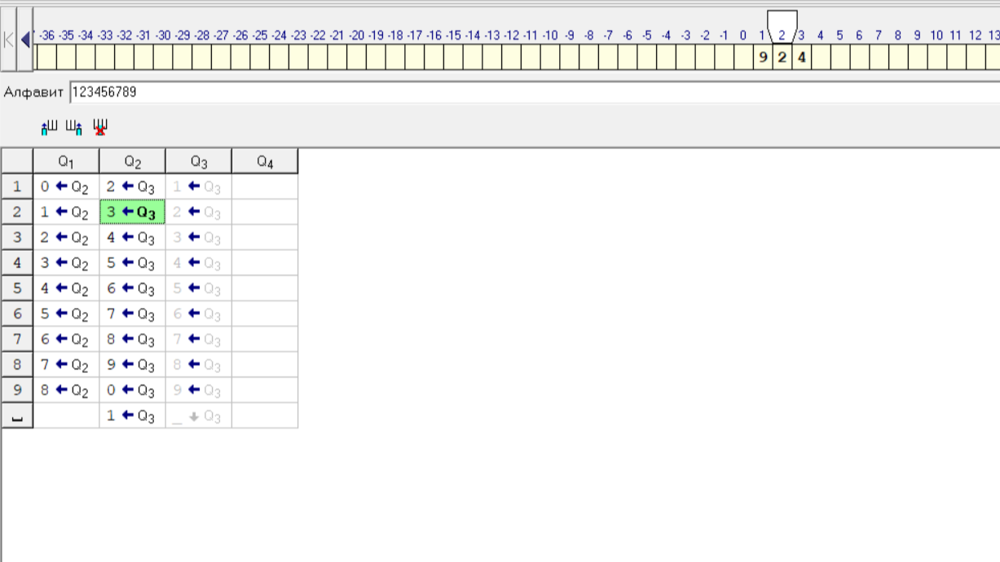 -36 -35 -34 -33 -32 -31 -30 -29 -28 -27 -26 -25 -24 -23 -22 -21 -20 -19 -18 -17 -16 -15 -14 -13 -12 -11 -10 -9 -8 -7 -6 -5 -4 -3 -2 -1 0 1 2 3 4 5 6 7 8 9 10 11 12 13
9 2 4
Алфавит 123456789
Q1 Q2 Q3 Q4
1 0 ← Q2 2 ← Q3 1 ← Q3
2 1 ← Q2 3 ← Q3 2 ← Q3
3 2 ← Q2 4 ← Q3 3 ← Q3
4 3 ← Q2 5 ← Q3 4 ← Q3
5 4 ← Q2 6 ← Q3 5 ← Q3
6 5 ← Q2 7 ← Q3 6 ← Q3
7 6 ← Q2 8 ← Q3 7 ← Q3
8 7 ← Q2 9 ← Q3 8 ← Q3
9 8 ← Q2 0 ← Q3 9 ← Q3
␣ 1 ← Q3 _ ↓ Q3